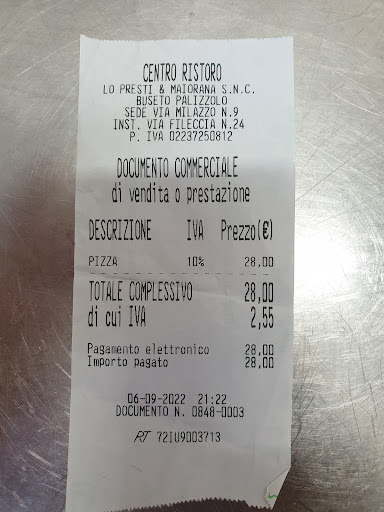 CENTRO RISTORO
LO PRESTI & MAIORANA S.N.C.
BUSETO PALIZZOLO
SEDE VIA MILAZZO N.9
INST. VIA FILECCIA N.24
P. IVA 02237250812
DOCUMENTO COMMERCIALE
di vendita o prestazione
DESCRIZIONE IVA Prezzo(€)
PIZZA 10% 28,00
TOTALE COMPLESSIVO 28,00
di cui IVA 2,55
Pagamento elettronico 28,00
Importo pagato 28,00
06-09-2022 21:22
DOCUMENTO N. 0848-0003
RT 72IU9003713